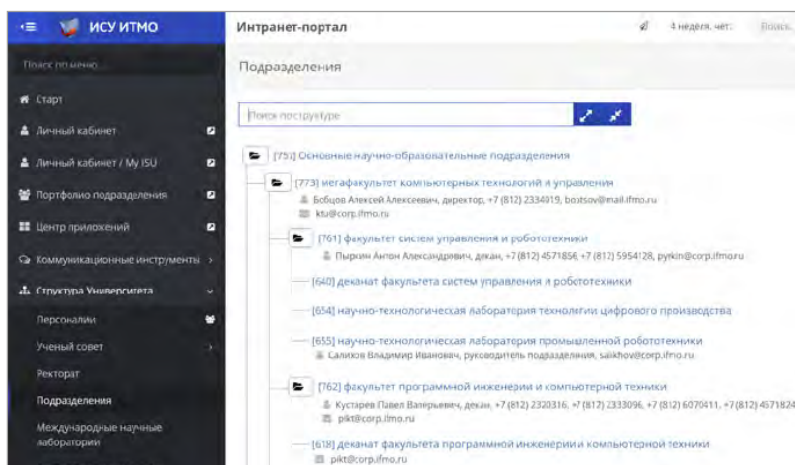 ИСУ ИТМО
Интранет-портал
4 неделя, чет.
Поиск.
Поиск по меню...
Подразделения
Старт
Поиск по структуре
Личный кабинет
[751] Основные научно-образовательные подразделения
Личный кабинет / My ISU
[773] мегафакультет компьютерных технологий и управления
Портфолио подразделения
Бобцов Алексей Алексеевич, директор, +7 (812) 2334019, bobtsov@mail.ifmo.ru
ktu@corp.ifmo.ru
Центр приложений
[761] факультет систем управления и робототехники
Пыркин Антон Александрович, декан, +7 (812) 4571856, +7 (812) 5954128, pyrkin@corp.ifmo.ru
Коммуникационные инструменты
[640] деканат факультета систем управления и робототехники
Структура Университета
[654] научно-технологическая лаборатория технологии цифрового производства
Персоналии
[655] научно-технологическая лаборатория промышленной робототехники
Ученый совет
Салихов Владимир Иванович, руководитель подразделения, salikhov@corp.ifmo.ru
Ректорат
[762] факультет программной инженерии и компьютерной техники
Подразделения
Кустарев Павел Валерьевич, декан, +7 (812) 2320316, +7 (812) 2333096, +7 (812) 6070411, +7 (812) 4571824
pikt@corp.ifmo.ru
Международные научные
лаборатории
[618] деканат факультета программной инженерии и компьютерной техники
pikt@corp.ifmo.ru